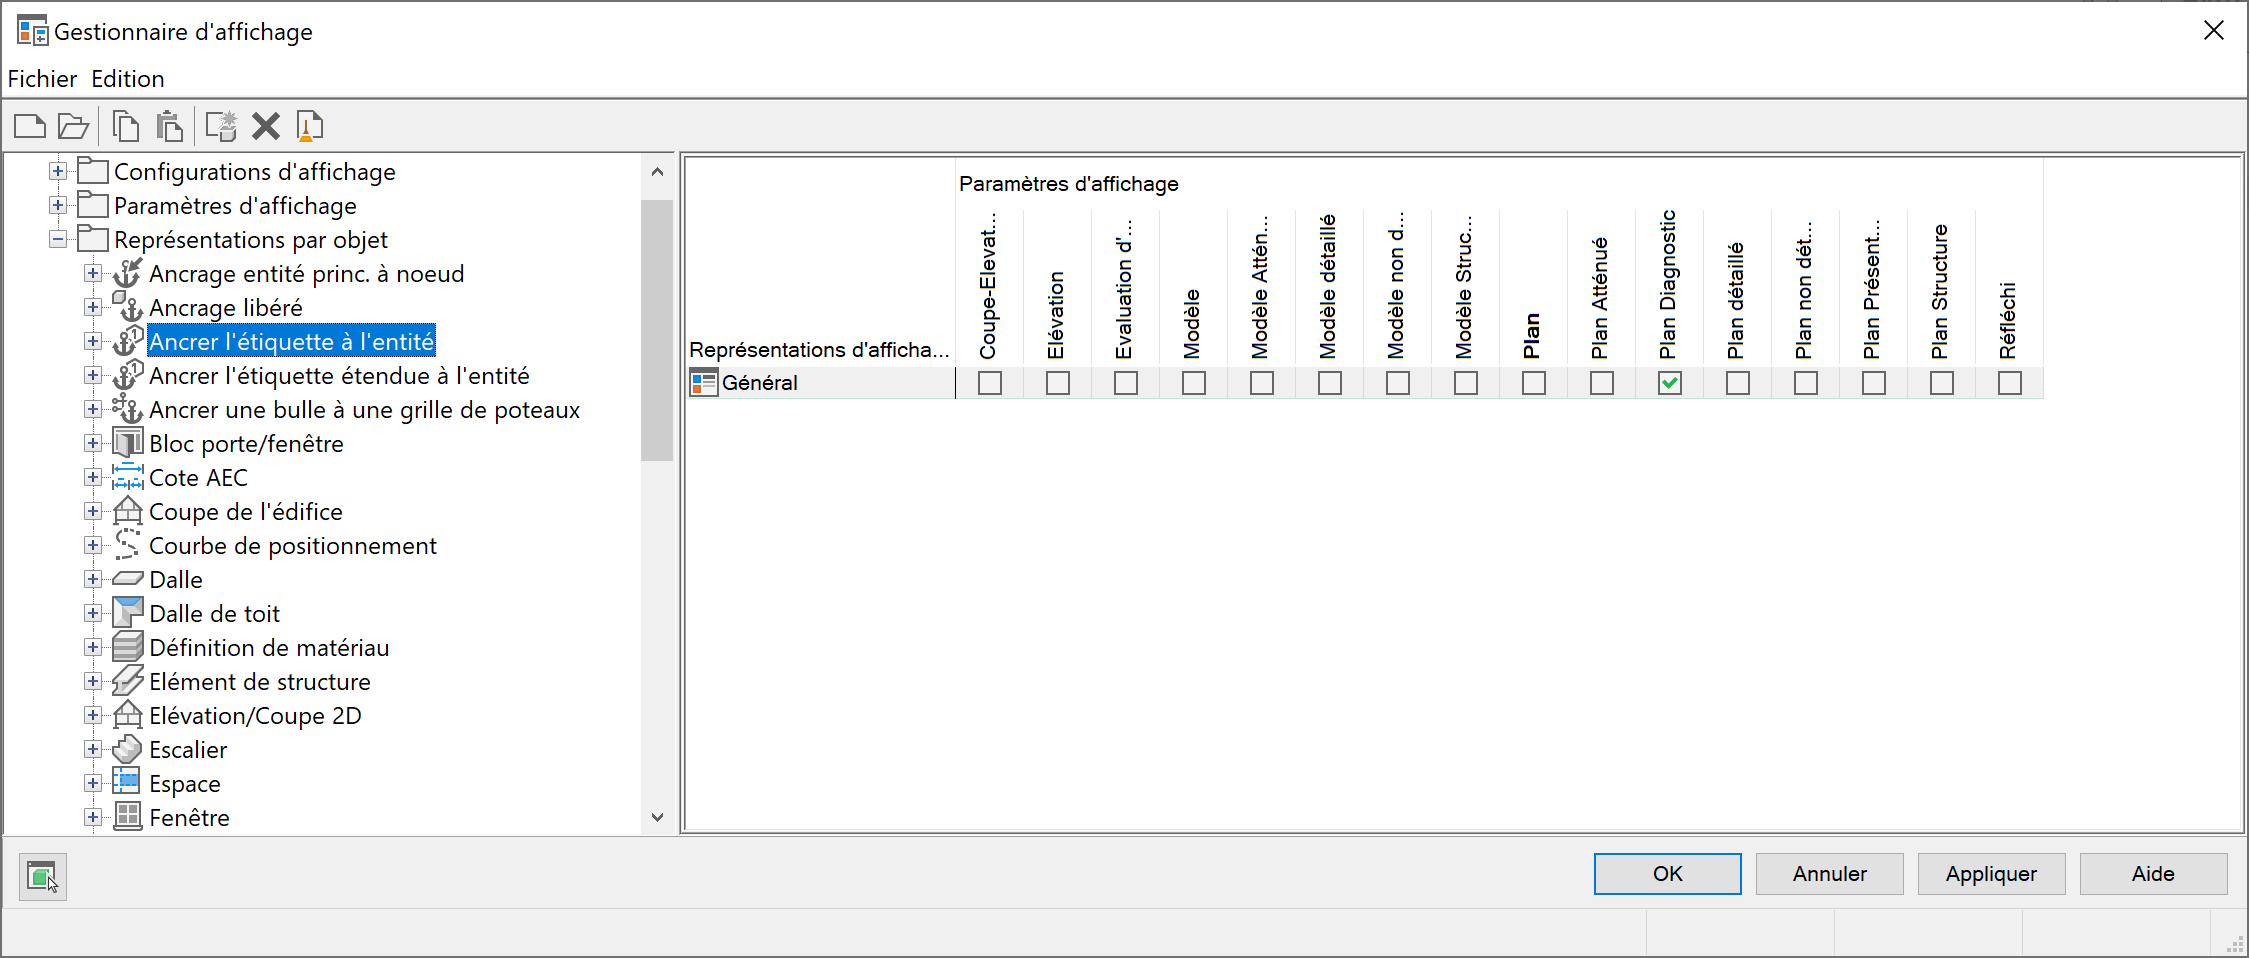 Gestionnaire d'affichage
Fichier Edition
Configurations d'affichage
Paramètres d'affichage
Représentations par objet
Ancrage entité princ. à noeud
Ancrage libéré
Ancrer l'étiquette à l'entité
Ancrer l'étiquette étendue à l'entité
Ancrer une bulle à une grille de poteaux
Bloc porte/fenêtre
Cote AEC
Coupe de l'édifice
Courbe de positionnement
Dalle
Dalle de toit
Définition de matériau
Elément de structure
Elévation/Coupe 2D
Escalier
Espace
Fenêtre
Paramètres d'affichage
Représentations d'afficha...
Coupe-Elevat...
Elévation
Evaluation d'...
Modèle
Modèle Attén...
Modèle détaillé
Modèle non d...
Modèle Struc...
Plan
Plan Atténué
Plan Diagnostic
Plan détaillé
Plan non dét...
Plan Présent...
Plan Structure
Réfléchi
Général
OK
Annuler
Appliquer
Aide